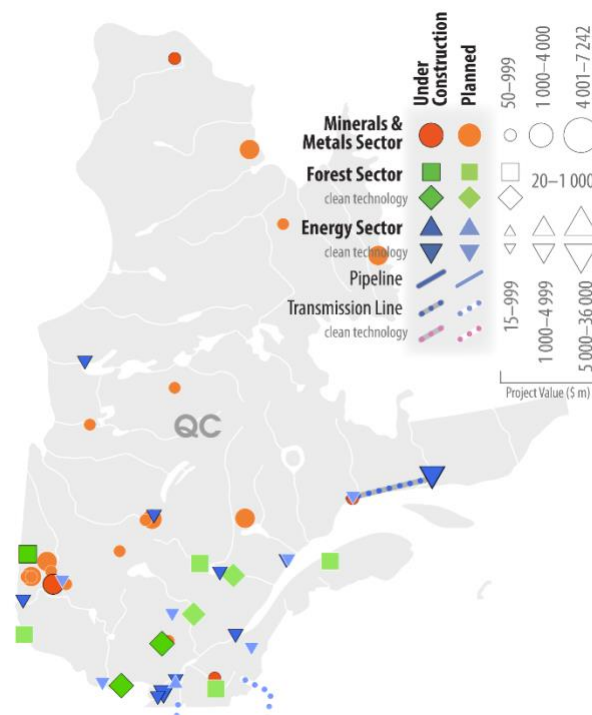 Under
Construction
Planned
50–999
1 000–4 000
4 001–7 242
Minerals &
Metals Sector
Forest Sector
clean technology
20–1 000
Energy Sector
clean technology
Pipeline
Transmission Line
clean technology
15–999
1 000–4 999
5 000–36 000
Project Value ($ m)
QC